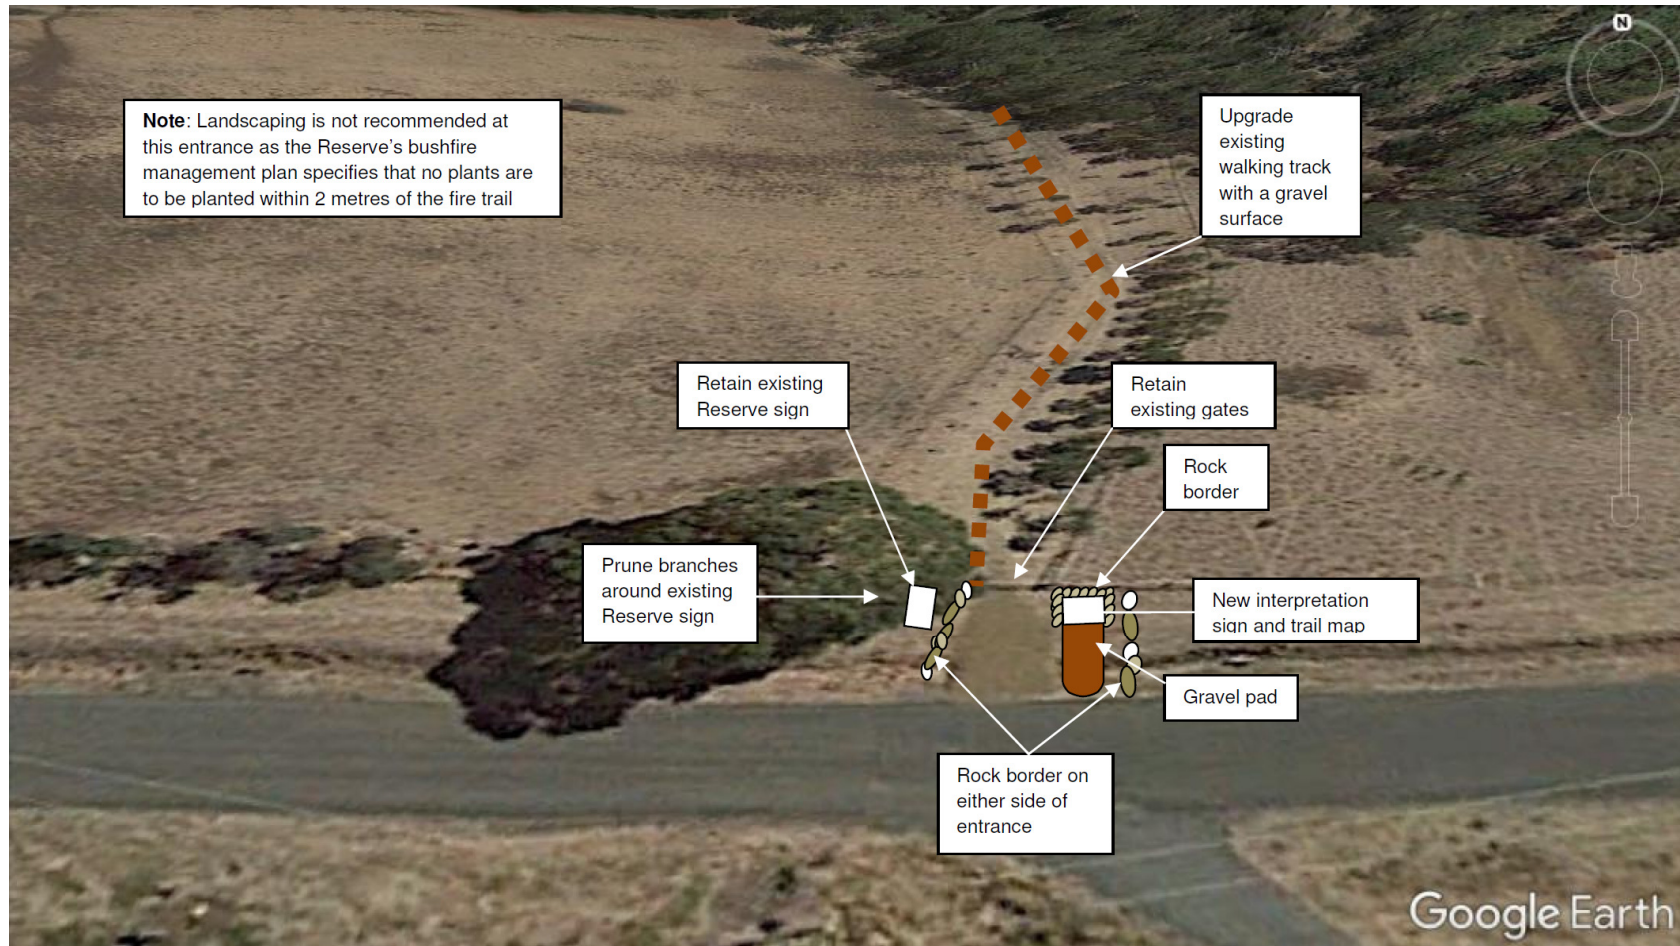 N
Note: Landscaping is not recommended at
this entrance as the Reserve's bushfire
management plan specifies that no plants are
to be planted within 2 metres of the fire trail
Upgrade
existing
walking track
with a gravel
surface
Retain existing
Reserve sign
Retain
existing gates
Rock
border
Prune branches
around existing
Reserve sign
New interpretation
sign and trail map
Gravel pad
Rock border on
either side of
entrance
Google Earth